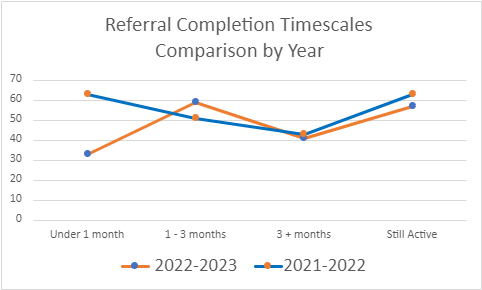 Referral Completion Timescales
Comparison by Year
70
60
50
40
30
20
10
0
Under 1 month
1 - 3 months
3 + months
Still Active
2022-2023
2021-2022